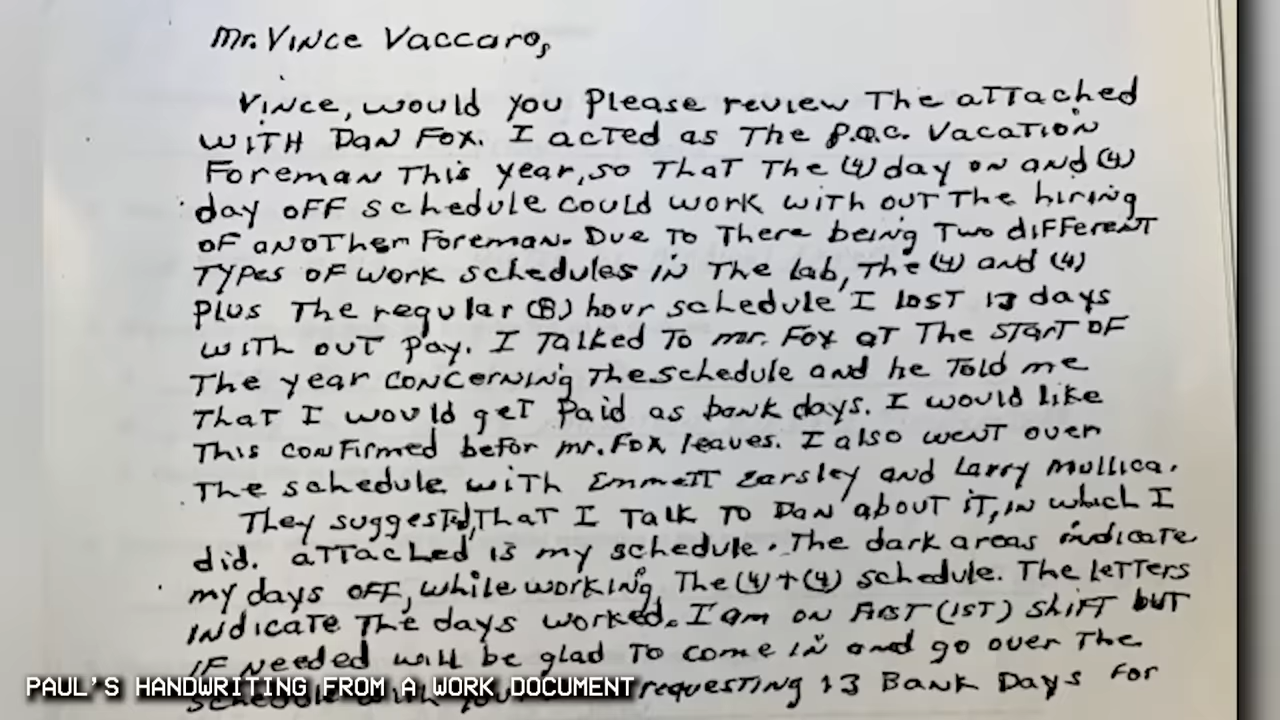 Mr. Vince Vaccaro,
Vince, would you please review the attached
with Dan Fox. I acted as the P.Q.C. vacation
Foreman this year, so that the (4) day on and (4)
day off schedule could work with out the hiring
of another Foreman. Due to there being two different
types of work schedules in the lab, the (4) and (4)
plus the regular (8) hour schedule I lost 13 days
with out pay. I talked to mr. Fox at the start of
the year concerning the schedule and he told me
that I would get paid as bank days. I would like
this confirmed befor mr. Fox leaves. I also went over
the schedule with Emmett Earsley and Larry Mullica.
They suggested, that I talk to Dan about it, in which I
did. attached is my schedule. The dark areas indicate
my days off, while working, the (4)+(4) schedule. The letters
indicate the days worked. I am on First (1st) shift but
if needed will be glad to come in and go over the
schedule with you requesting 13 Bank Days for
PAUL'S HANDWRITING FROM A WORK DOCUMENT